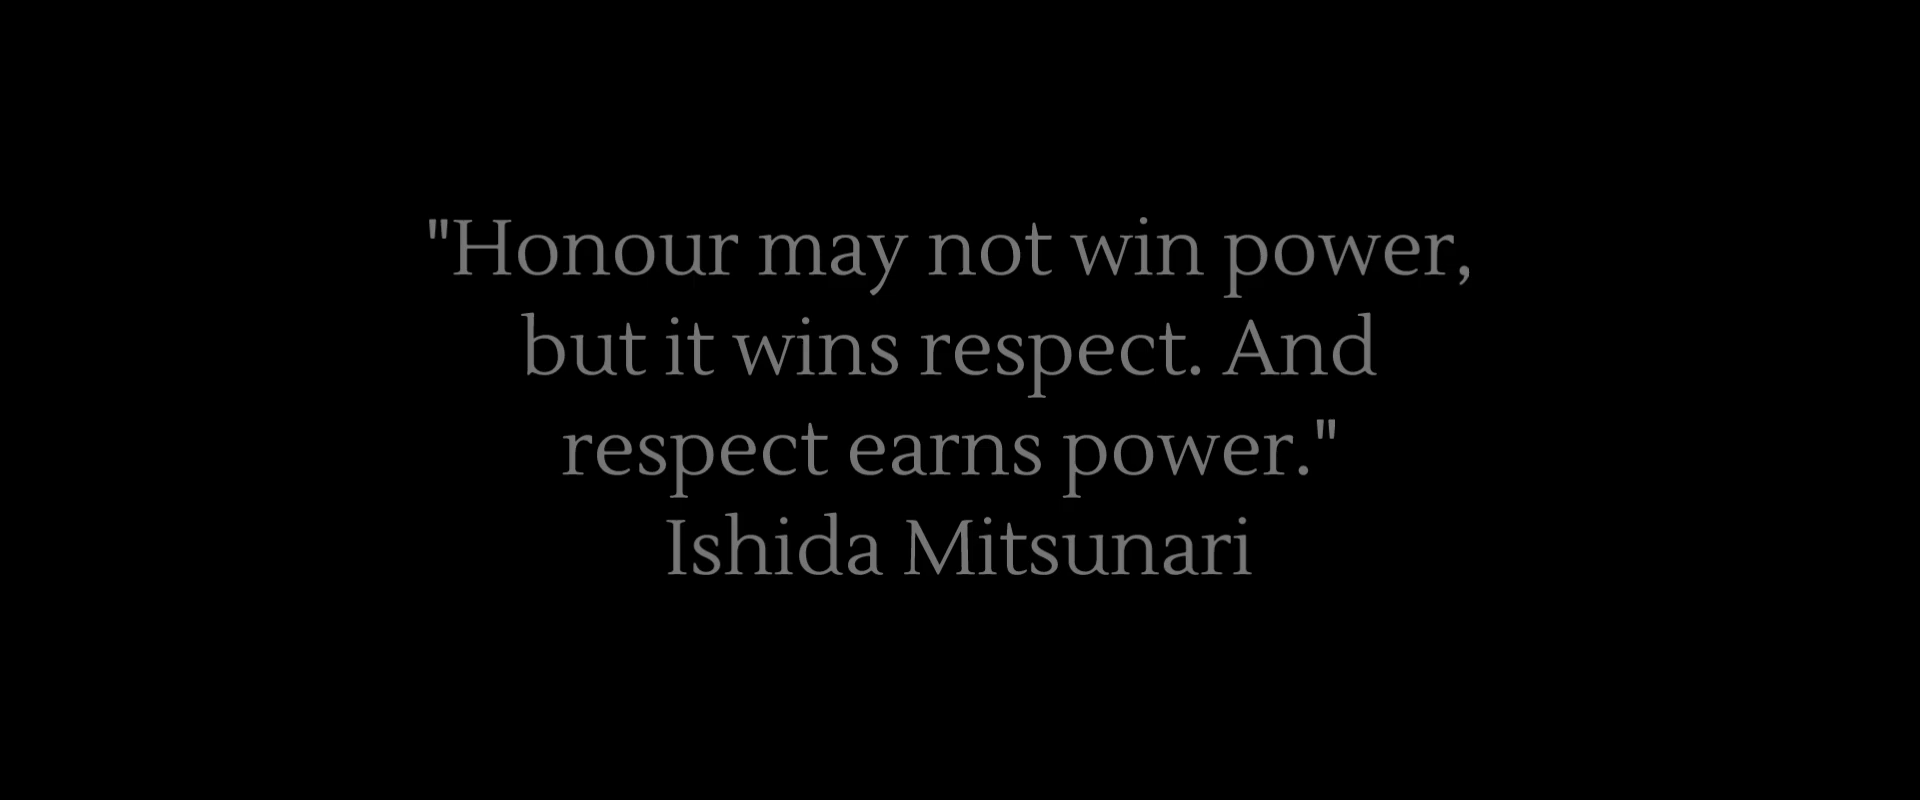 "Honour may not win power,
but it wins respect. And
respect earns power."
Ishida Mitsunari